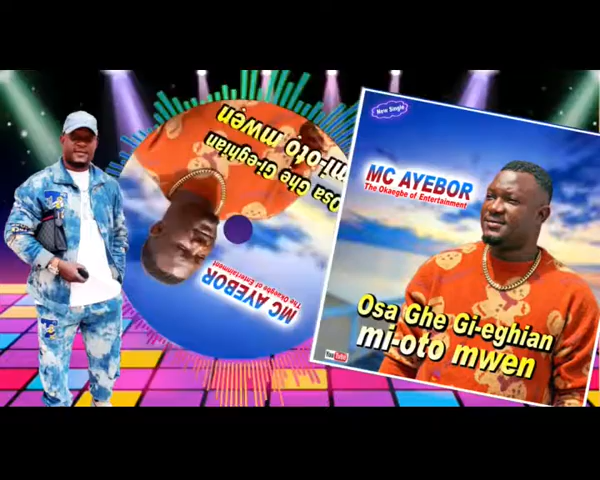 New Single
MC AYEBOR
The Okaegbe of Entertainment
Osa Ghe Gi-eghian
mi-oto mwen
YouTube
Osa Ghe Gi-eghian
mi-oto mwen
MC AYEBOR
The Okaegbe of Entertainment